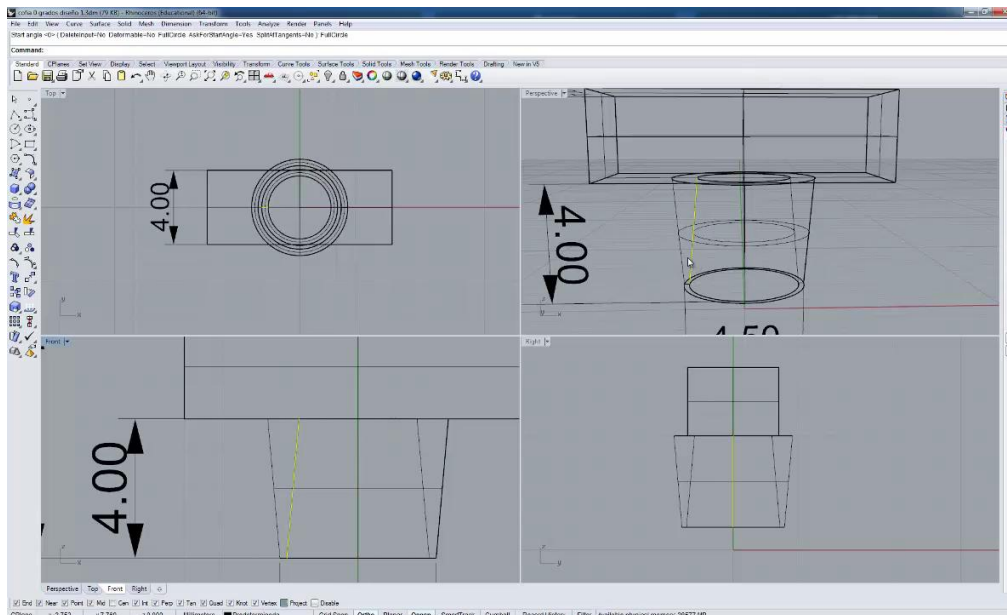 cofia 0 grados diseño 1.3dm (79 KB) - Rhinoceros (Educational) (64-bit)
File Edit View Curve Surface Solid Mesh Dimension Transform Tools Analyze Render Panels Help
Start angle <0> ( DeleteInput=No Deformable=No FullCircle AskForStartAngle=Yes SplitAtTangents=No ): FullCircle
Command:
Standard CPlanes Set View Display Select Viewport Layout Visibility Transform Curve Tools Surface Tools Solid Tools Mesh Tools Render Tools Drafting New in V5
Top
4.00
y
x
Perspective
4.00
4.50
Front
4.00
x
Right
z
y
Perspective Top Front Right
End Near Point Mid Cen Int Perp Tan Quad Knot Vertex Project Disable
CPlane Millimeters Predeterminado Grid Snap Ortho Planar Osnap SmartTrack Gumball Record History Filter Available physical memory: